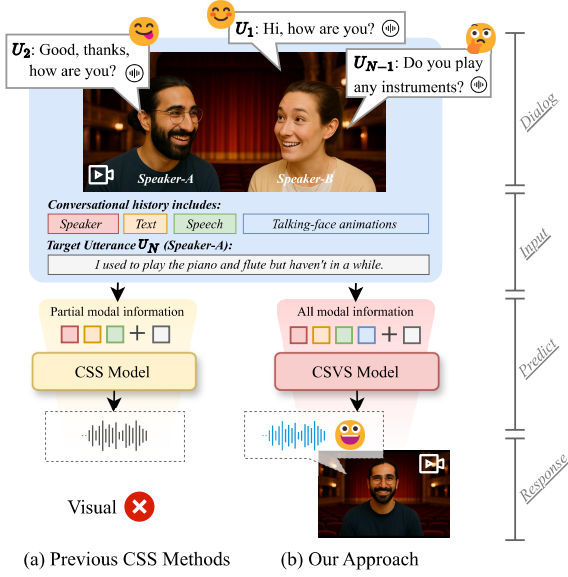 U₁: Hi, how are you?
U₂: Good, thanks,
how are you?
U_N−1: Do you play
any instruments?
Speaker-A
Speaker-B
Conversational history includes:
Speaker
Text
Speech
Talking-face animations
Target Utterance U_N (Speaker-A):
I used to play the piano and flute but haven't in a while.
Partial modal information
All modal information
CSS Model
CSVS Model
Visual
(a) Previous CSS Methods
(b) Our Approach
Dialog
Input
Predict
Response